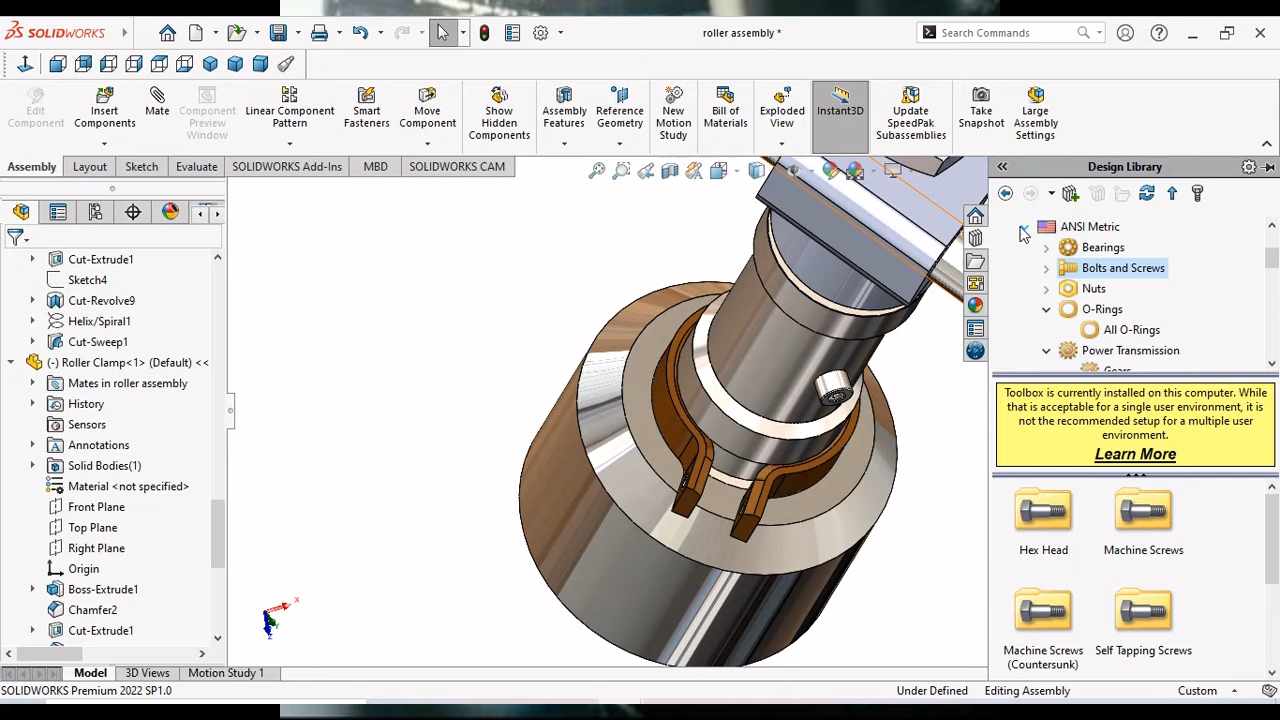 SOLIDWORKS
roller assembly *
Search Commands
Edit Component
Insert Components
Mate
Component Preview Window
Linear Component Pattern
Smart Fasteners
Move Component
Show Hidden Components
Assembly Features
Reference Geometry
New Motion Study
Bill of Materials
Exploded View
Instant3D
Update SpeedPak Subassemblies
Take Snapshot
Large Assembly Settings
Assembly
Layout
Sketch
Evaluate
SOLIDWORKS Add-Ins
MBD
SOLIDWORKS CAM
Cut-Extrude1
Sketch4
Cut-Revolve9
Helix/Spiral1
Cut-Sweep1
(-) Roller Clamp<1> (Default) <<
Mates in roller assembly
History
Sensors
Annotations
Solid Bodies(1)
Material <not specified>
Front Plane
Top Plane
Right Plane
Origin
Boss-Extrude1
Chamfer2
Cut-Extrude1
X
Y
Z
Design Library
ANSI Metric
Bearings
Bolts and Screws
Nuts
O-Rings
All O-Rings
Power Transmission
Gears
Toolbox is currently installed on this computer. While
that is acceptable for a single user environment, it is
not the recommended setup for a multiple user
environment.
Learn More
Hex Head
Machine Screws
Machine Screws (Countersunk)
Self Tapping Screws
Model
3D Views
Motion Study 1
SOLIDWORKS Premium 2022 SP1.0
Under Defined
Editing Assembly
Custom